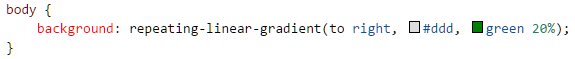 body {
    background: repeating-linear-gradient(to right, #ddd, green 20%);
}